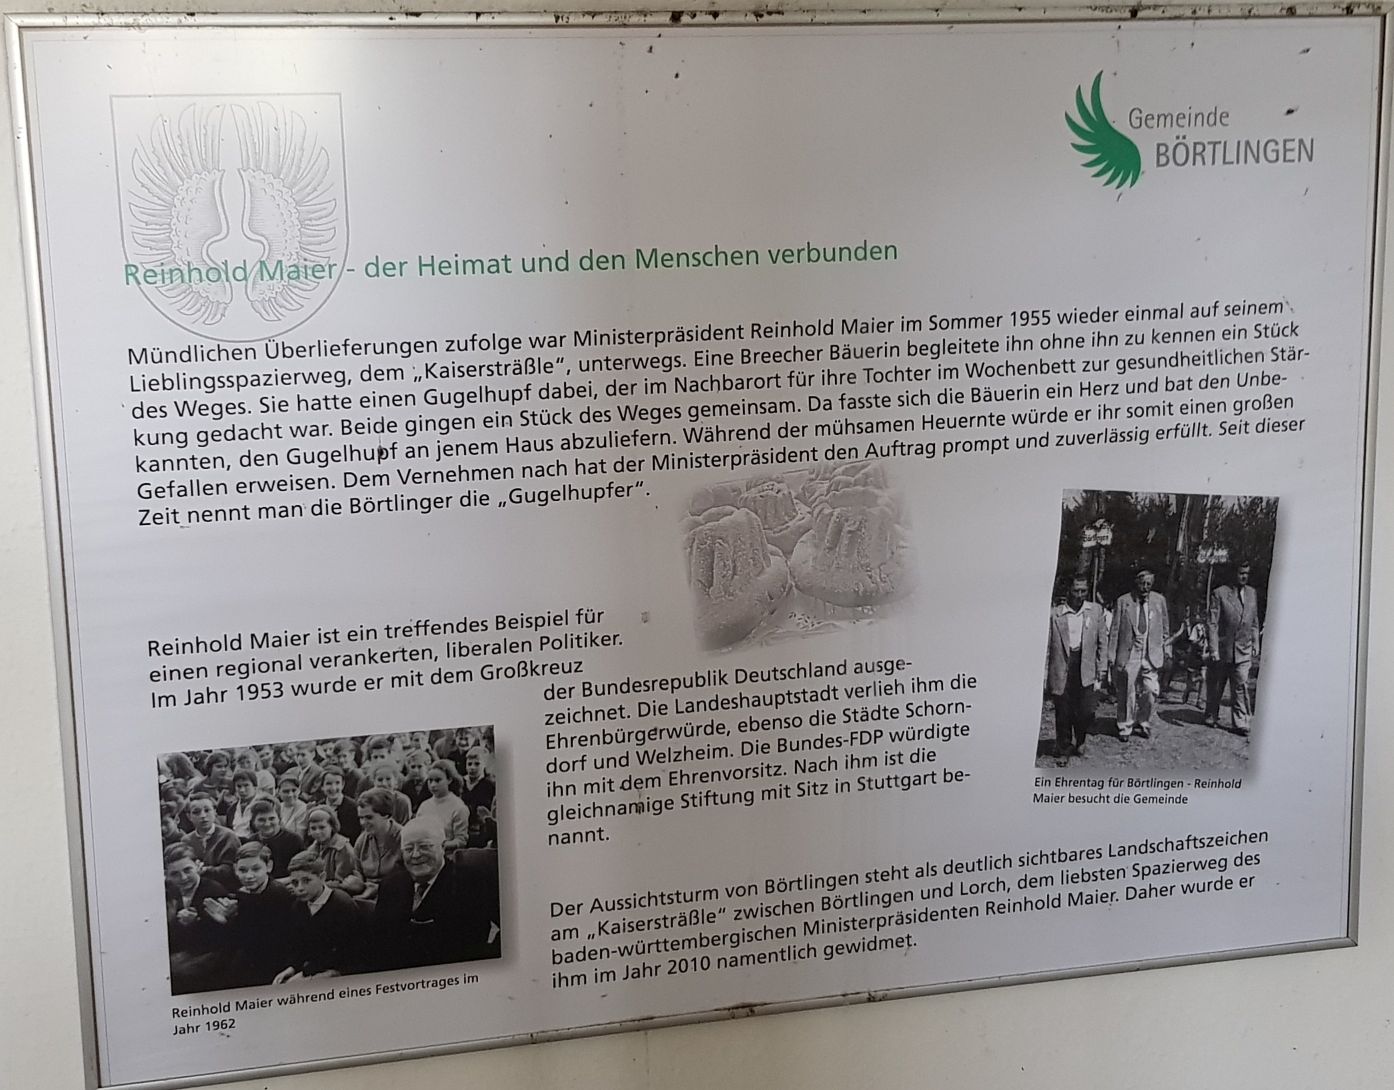 Gemeinde
BÖRTLINGEN
Reinhold Maier - der Heimat und den Menschen verbunden
Mündlichen Überlieferungen zufolge war Ministerpräsident Reinhold Maier im Sommer 1955 wieder einmal auf seinem
Lieblingsspazierweg, dem „Kaisersträßle“, unterwegs. Eine Breecher Bäuerin begleitete ihn ohne ihn zu kennen ein Stück
des Weges. Sie hatte einen Gugelhupf dabei, der im Nachbarort für ihre Tochter im Wochenbett zur gesundheitlichen Stär-
kung gedacht war. Beide gingen ein Stück des Weges gemeinsam. Da fasste sich die Bäuerin ein Herz und bat den Unbe-
kannten, den Gugelhupf an jenem Haus abzuliefern. Während der mühsamen Heuernte würde er ihr somit einen großen
Gefallen erweisen. Dem Vernehmen nach hat der Ministerpräsident den Auftrag prompt und zuverlässig erfüllt. Seit dieser
Zeit nennt man die Börtlinger die „Gugelhupfer“.
Reinhold Maier ist ein treffendes Beispiel für
einen regional verankerten, liberalen Politiker.
Im Jahr 1953 wurde er mit dem Großkreuz
der Bundesrepublik Deutschland ausge-
zeichnet. Die Landeshauptstadt verlieh ihm die
Ehrenbürgerwürde, ebenso die Städte Schorn-
dorf und Welzheim. Die Bundes-FDP würdigte
ihn mit dem Ehrenvorsitz. Nach ihm ist die
gleichnamige Stiftung mit Sitz in Stuttgart be-
nannt.
Börtlingen
Ein Ehrentag für Börtlingen - Reinhold
Maier besucht die Gemeinde
Reinhold Maier während eines Festvortrages im
Jahr 1962
Der Aussichtsturm von Börtlingen steht als deutlich sichtbares Landschaftszeichen
am „Kaisersträßle“ zwischen Börtlingen und Lorch, dem liebsten Spazierweg des
baden-württembergischen Ministerpräsidenten Reinhold Maier. Daher wurde er
ihm im Jahr 2010 namentlich gewidmet.